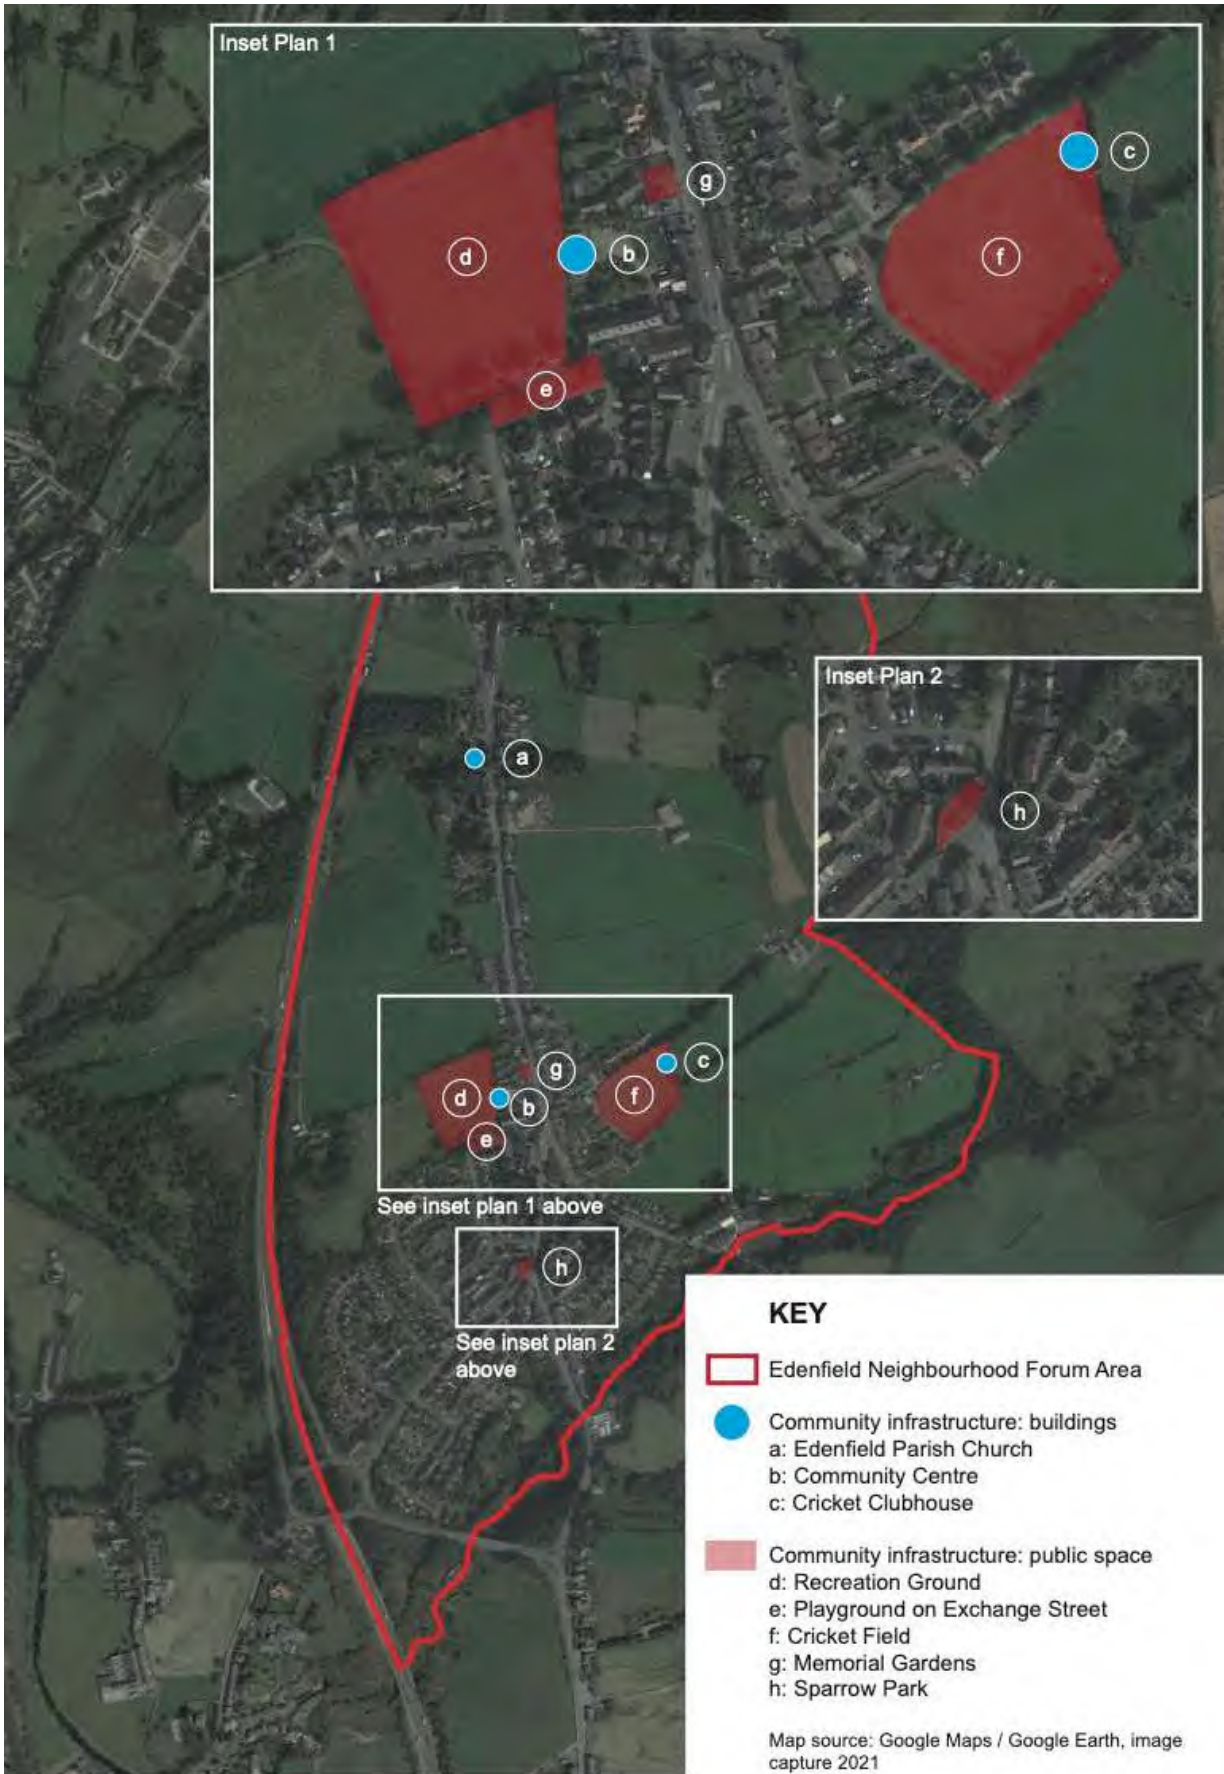 Inset Plan 1
c
g
d
b
f
e
Inset Plan 2
a
h
g
c
d
b
f
e
See inset plan 1 above
h
See inset plan 2
above
KEY
Edenfield Neighbourhood Forum Area
Community infrastructure: buildings
a: Edenfield Parish Church
b: Community Centre
c: Cricket Clubhouse
Community infrastructure: public space
d: Recreation Ground
e: Playground on Exchange Street
f: Cricket Field
g: Memorial Gardens
h: Sparrow Park
Map source: Google Maps / Google Earth, image
capture 2021